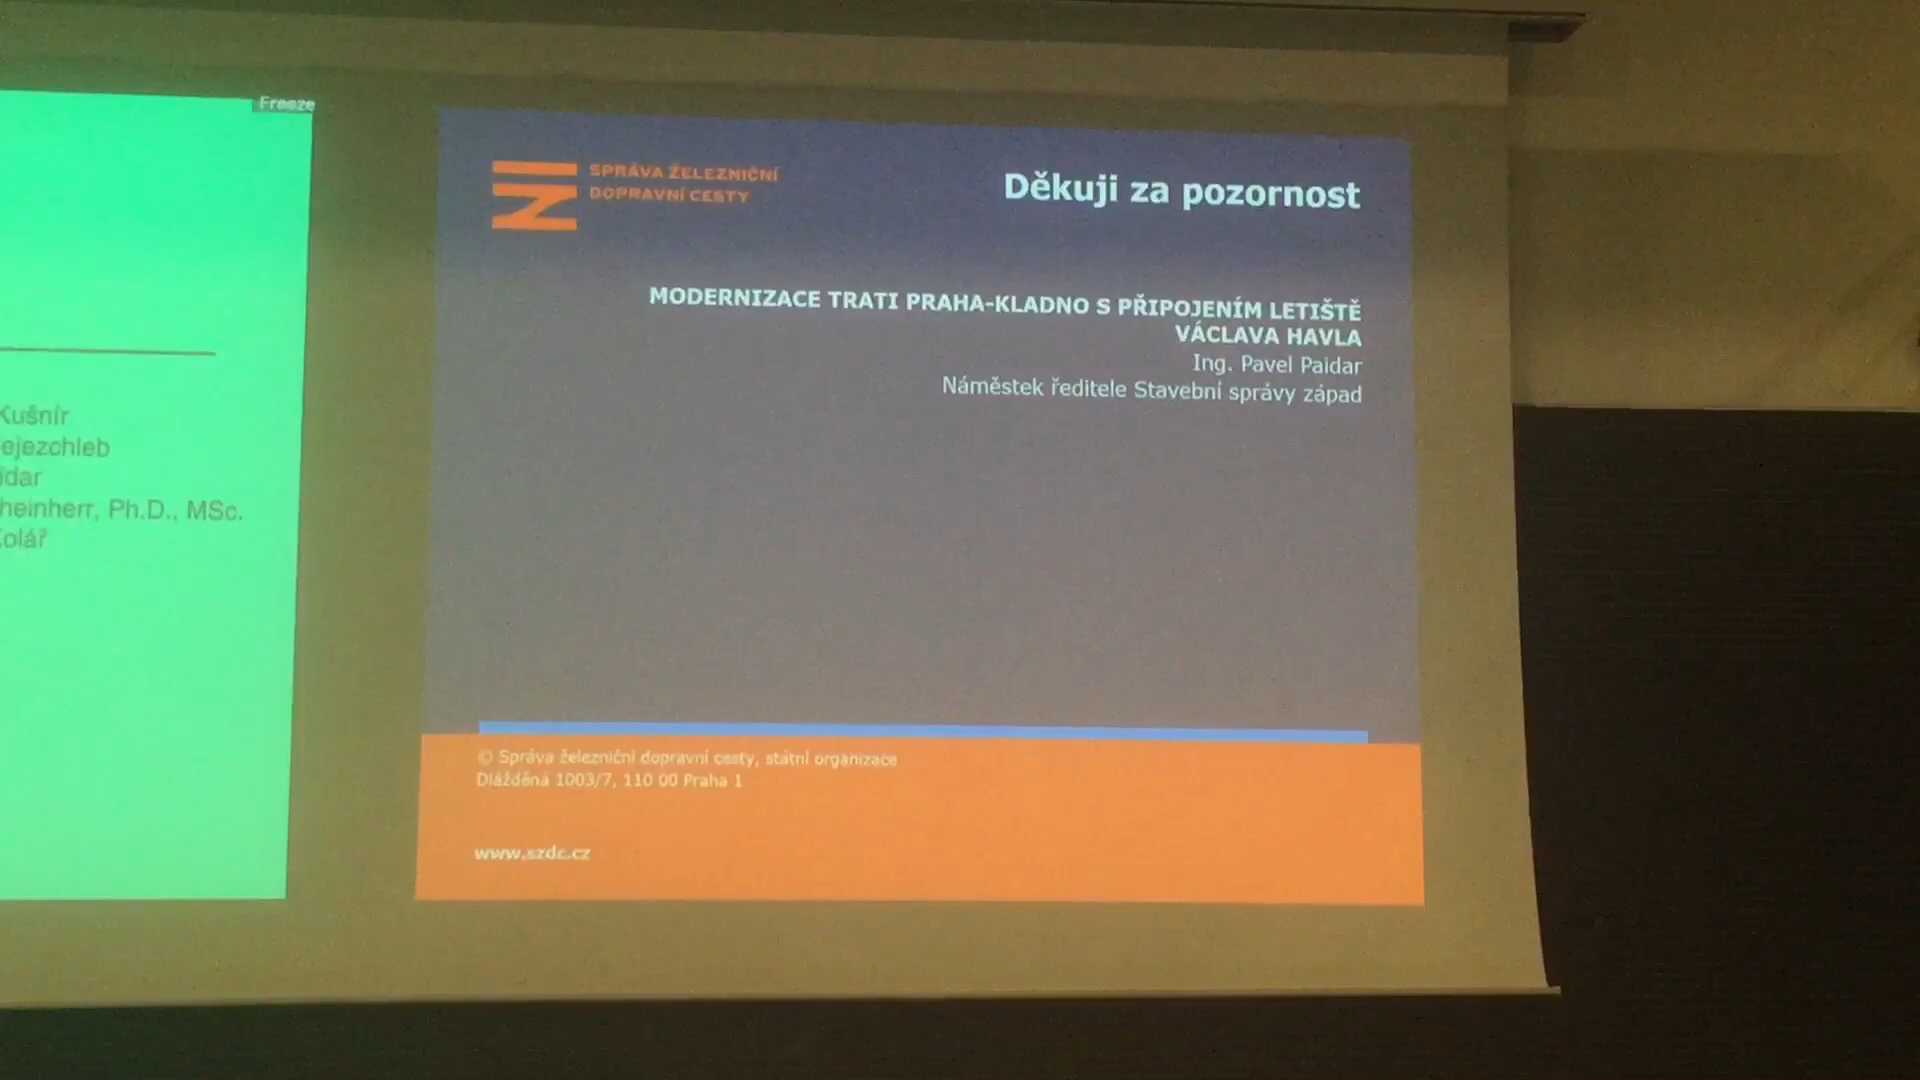 Freeze
Kušnír
ejezchleb
idar
heinherr, Ph.D., MSc.
Kolář
SPRÁVA ŽELEZNIČNÍ
DOPRAVNÍ CESTY
Děkuji za pozornost
MODERNIZACE TRATI PRAHA-KLADNO S PŘIPOJENÍM LETIŠTĚ
VÁCLAVA HAVLA
Ing. Pavel Paidar
Náměstek ředitele Stavební správy západ
© Správa železniční dopravní cesty, státní organizace
Dlážděná 1003/7, 110 00 Praha 1
www.szdc.cz